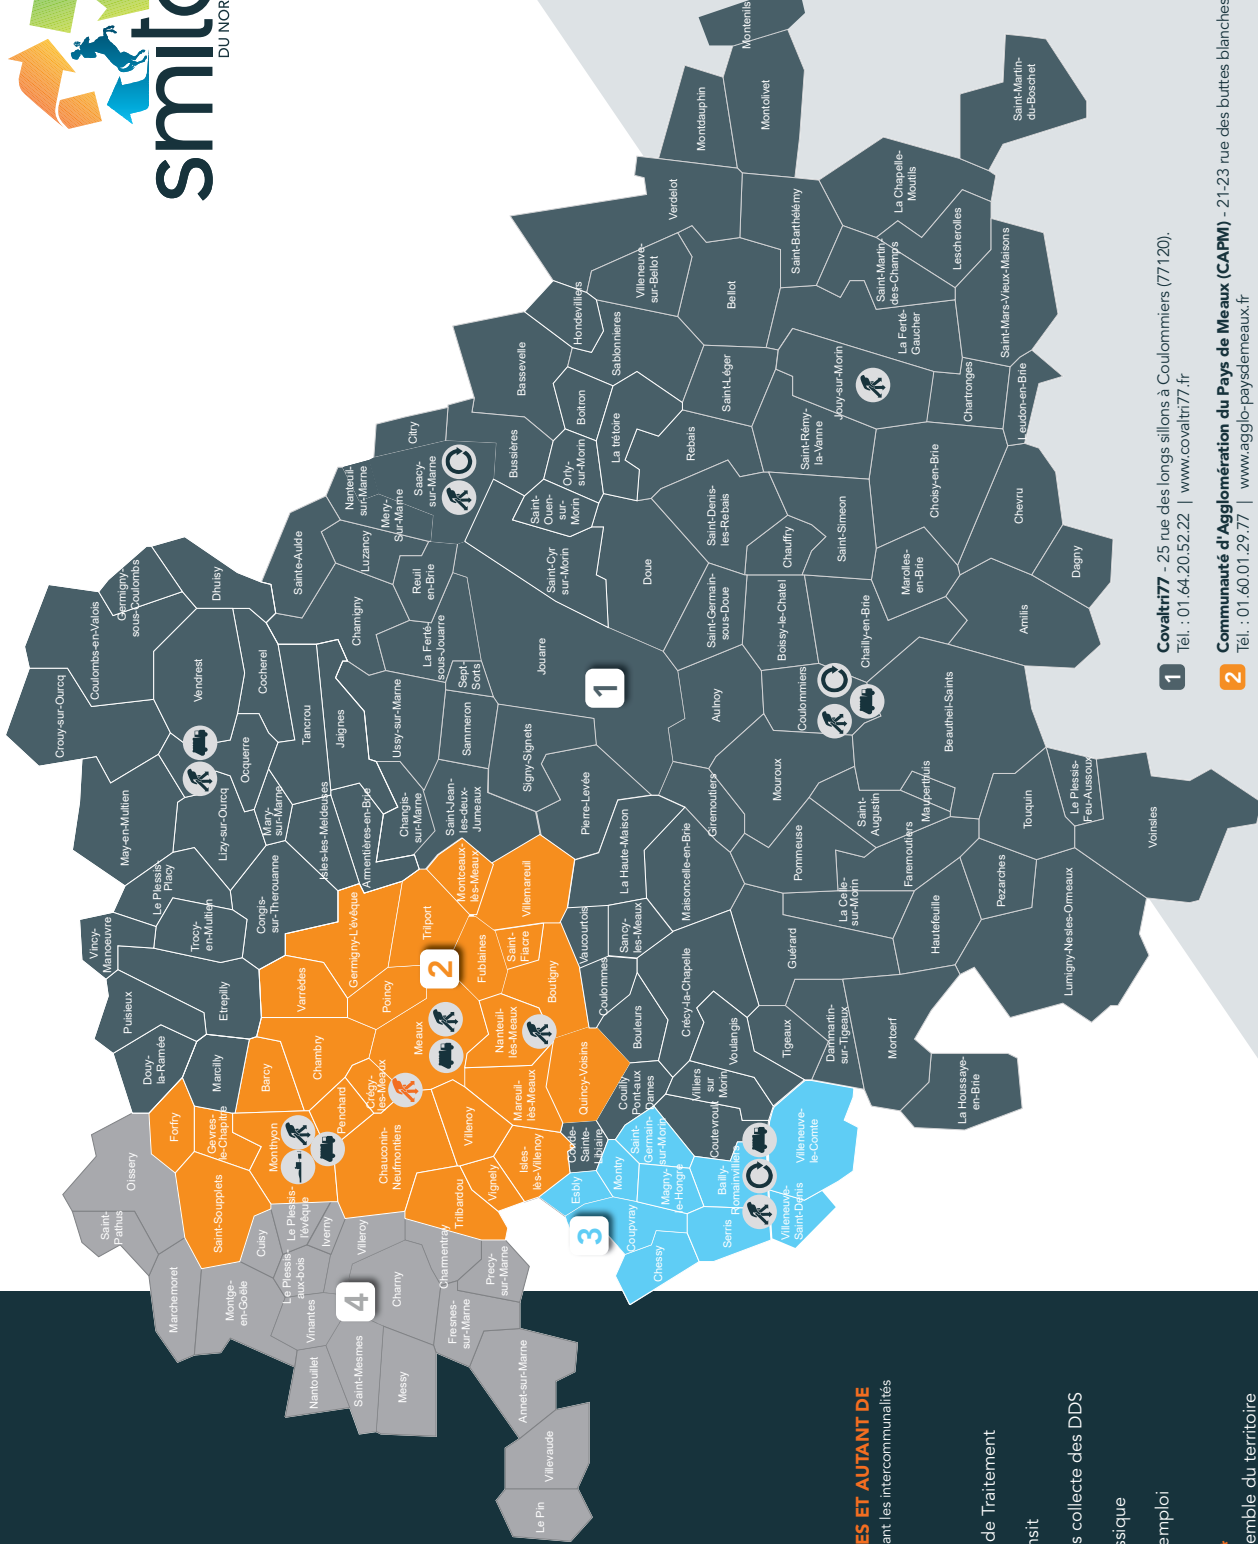 smito
DU NOR
Montenils
Montdauphin
Montolivet
Saint-Martin-
du-Boschet
Verdelot
La Chapelle-
Moutils
Saint-Barthélémy
Lescherolles
Villeneuve-
sur-Bellot
Bellot
Saint-Martin-
des-Champs
Saint-Mars-Vieux-Maisons
Hondevilliers
Sablonnieres
La Ferté-
Gaucher
Bassevelle
Boitron
Saint-Léger
Jouy-sur-Morin
Chartronges
Leudon-en-Brie
Citry
Bussières
Orly-
sur-Morin
La trétoire
Rebais
Saint-Rémy-
la-Vanne
Choisy-en-Brie
Chevru
Nanteuil-
sur-Marne
Saacy-
sur-Marne
Mery-
Sur-Marne
Saint-
Ouen-
sur-
Morin
Saint-Denis-
les-Rebais
Saint-Simeon
Sainte-Aulde
Luzancy
Reuil
en-Brie
Saint-Cyr
sur-Morin
Doue
Chauffry
Marolles-
en-Brie
Dagny
Germigny-
sous-Coulombs
Dhuisy
Chamigny
La Ferté-
sous-Jouarre
Saint-Germain-
sous-Doue
Boissy-le-Chatel
Chailly-en-Brie
Amilis
Coulombs-en-Valois
Crouy-sur-Ourcq
Vendrest
Cocherel
Tancrou
Jaignes
Ussy-sur-Marne
Sept-
Sorts
Sammeron
Jouarre
1
Aulnoy
Coulommiers
Beautheil-Saints
May-en-Multien
Ocquerre
Lizy-sur-Ourcq
Mary-
sur-Marne
Isles-les-Meldeuses
Armentières-en-Brie
Changis-
sur-Marne
Saint-Jean-
les-deux-
Jumeaux
Signy-Signets
Pierre-Levée
Giremoutiers
Mouroux
Saint-
Augustin
Mauperthuis
Touquin
Le Plessis-
Feu-Aussoux
Voinsles
Le Plessis-
Placy
Trocy-
en-Multien
Congis-
sur-Therouanne
Vincy-
Manoeuvre
Germigny-L'évêque
Trilport
Montceaux-
les-Meaux
Villemareuil
La Haute-Maison
Maisoncelle-en-Brie
Pommeuse
La Celle-
sur-Morin
Faremoutiers
Pezarches
Hautefeuille
Lumigny-Nesles-Ormeaux
Puisieux
Etrepilly
Varrèdes
Poincy
2
Fublaines
Saint-
Fiacre
Boutigny
Vaucourtois
Sancy-
les-Meaux
Coulommes
Bouleurs
Crécy-la-Chapelle
Guérard
Douy-
la-Ramée
Marcilly
Barcy
Chambry
Meaux
Nanteuil-
lès-Meaux
Quincy-Voisins
Voulangis
Tigeaux
Dammartin-
sur-Tigeaux
Mortcerf
La Houssaye-
en-Brie
Forfry
Gevres-
le-Chapitre
Monthyon
Penchard
Crégy-
les-Meaux
Mareuil-
lès-Meaux
Couilly
Pont-aux
Dames
Villiers
sur
Morin
Coutevroult
Saint-Soupplets
Chauconin-
Neufmontiers
Villenoy
Isles-
lès-Villenoy
Vignely
Trilbardou
Condé-
Sainte-
Libiaire
Saint-
Germain-
sur-Morin
Montry
Magny-
le-Hongre
Bailly-
Romainvilliers
Villeneuve-
le-Comte
Villeneuve-
Saint-Denis
Esbly
3
Coupvray
Chessy
Serris
Oissery
Saint-
Pathus
Cuisy
Le Plessis-
l'évêque
Iverny
Villeroy
Le Plessis-
aux-bois
Charmentray
Precy-
sur-Marne
Marchemoret
Montge-
en-Goële
Vinantes
4
Charny
Fresnes-
sur-Marne
Nantouillet
Saint-Mesmes
Messy
Annet-sur-Marne
Villevaude
Le Pin
1 Covaltri77 - 25 rue des longs sillons à Coulommiers (77120).
Tél. : 01.64.20.52.22 | www.covaltri77.fr
2 Communauté d'Agglomération du Pays de Meaux (CAPM) - 21-23 rue des buttes blanches
Tél. : 01.60.01.29.77 | www.agglo-paysdemeaux.fr
ES ET AUTANT DE
ant les intercommunalités
de Traitement
nsit
s collecte des DDS
ssique
emploi
emble du territoire